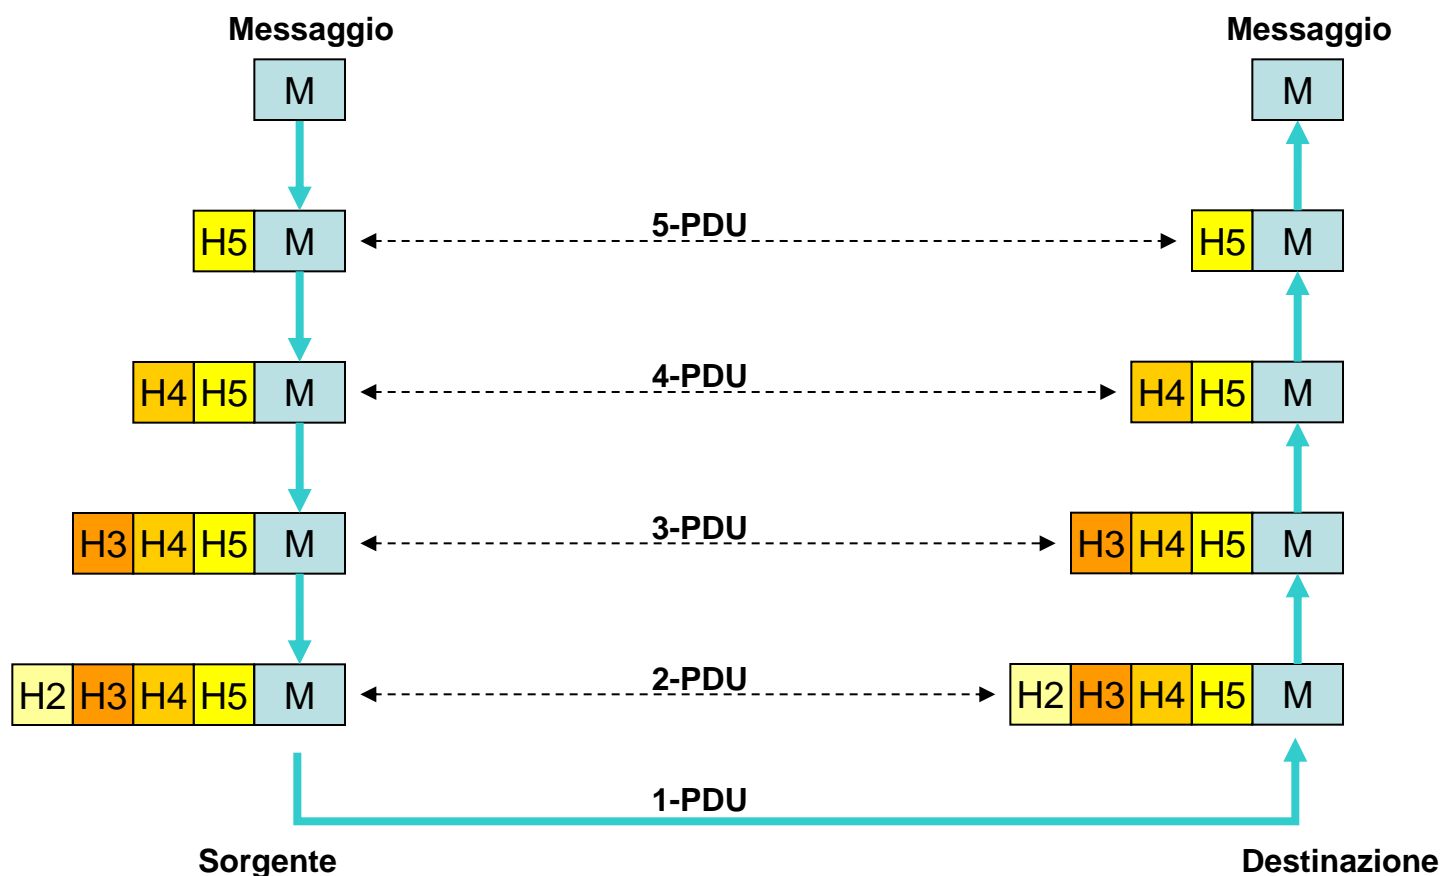 Messaggio Messaggio
M M
H5 M 5-PDU H5 M
H4 H5 M 4-PDU H4 H5 M
H3 H4 H5 M 3-PDU H3 H4 H5 M
H2 H3 H4 H5 M 2-PDU H2 H3 H4 H5 M
1-PDU
Sorgente Destinazione